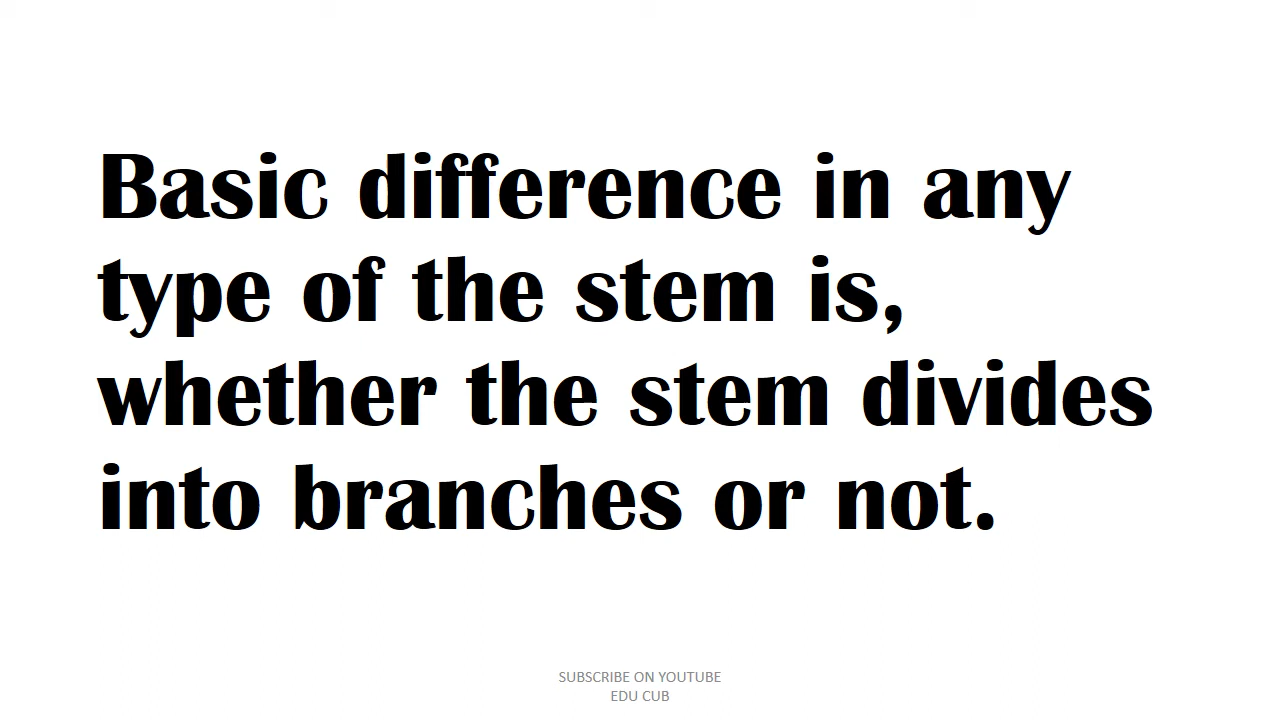 Basic difference in any
type of the stem is,
whether the stem divides
into branches or not.
SUBSCRIBE ON YOUTUBE
EDU CUB